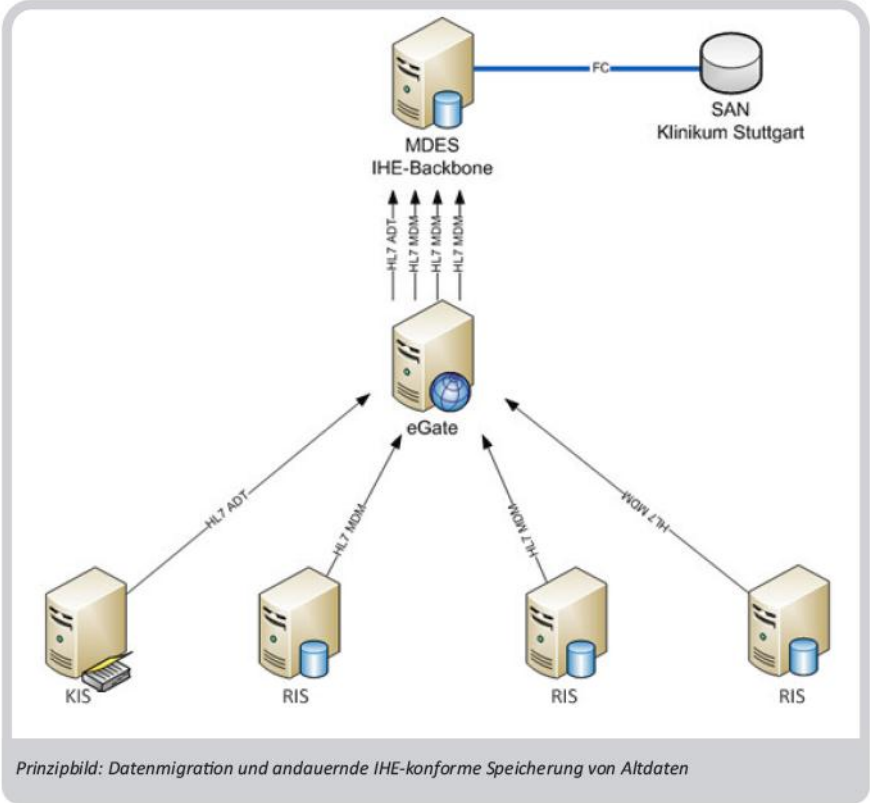 FC
SAN
Klinikum Stuttgart
MDES
IHE-Backbone
HL7 ADT
HL7 MDM
HL7 MDM
HL7 MDM
eGate
HL7 ADT
HL7 MDM
HL7 MDM
HL7 MDM
KIS
RIS
RIS
RIS
Prinzipbild: Datenmigration und andauernde IHE-konforme Speicherung von Altdaten